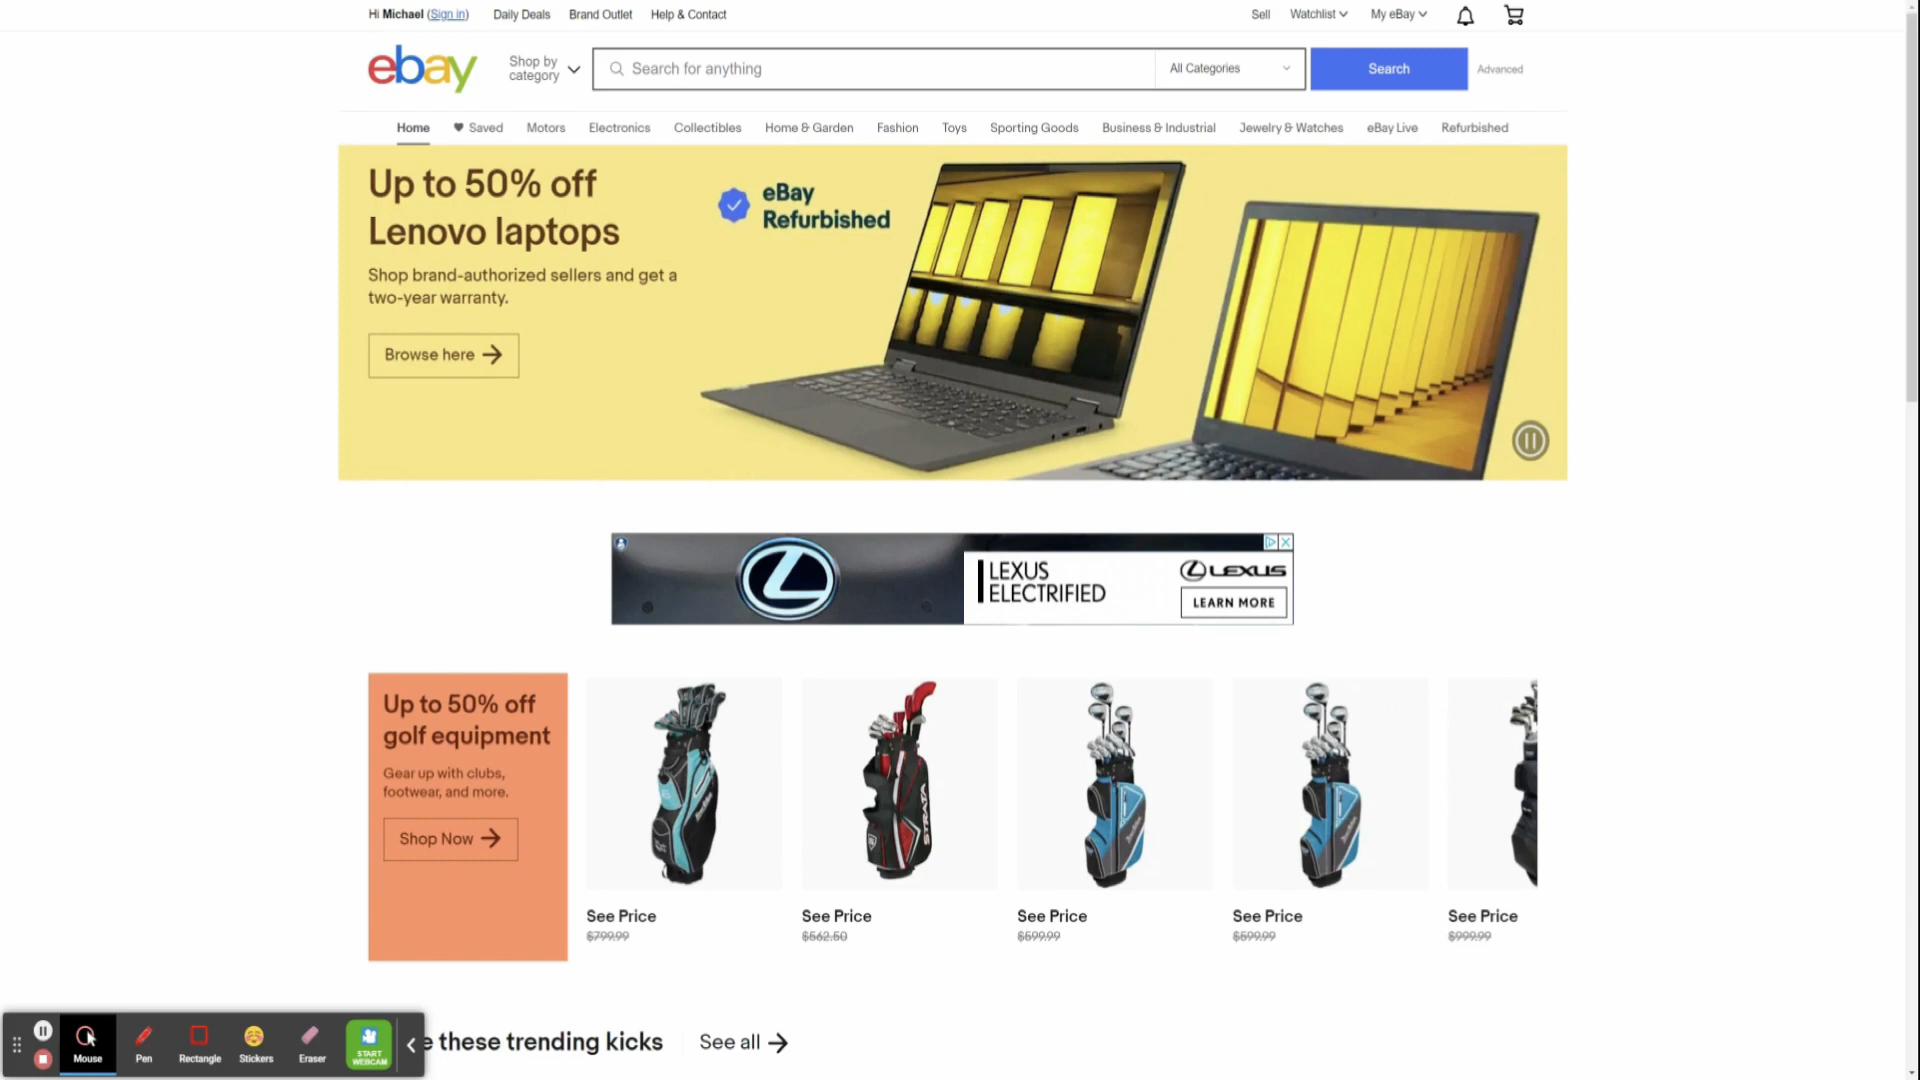 Hi Michael (Sign in) Daily Deals Brand Outlet Help & Contact Sell Watchlist My eBay
ebay Shop by category Search for anything All Categories Search Advanced
Home Saved Motors Electronics Collectibles Home & Garden Fashion Toys Sporting Goods Business & Industrial Jewelry & Watches eBay Live Refurbished
Up to 50% off
Lenovo laptops
Shop brand-authorized sellers and get a
two-year warranty.
Browse here
eBay
Refurbished
LEXUS
ELECTRIFIED
LEXUS
LEARN MORE
Up to 50% off
golf equipment
Gear up with clubs,
footwear, and more.
Shop Now
STRATA
See Price See Price See Price See Price See Price
$799.99 $562.50 $599.99 $599.99 $999.99
e these trending kicks See all
Mouse Pen Rectangle Stickers Eraser START
WEBCAM